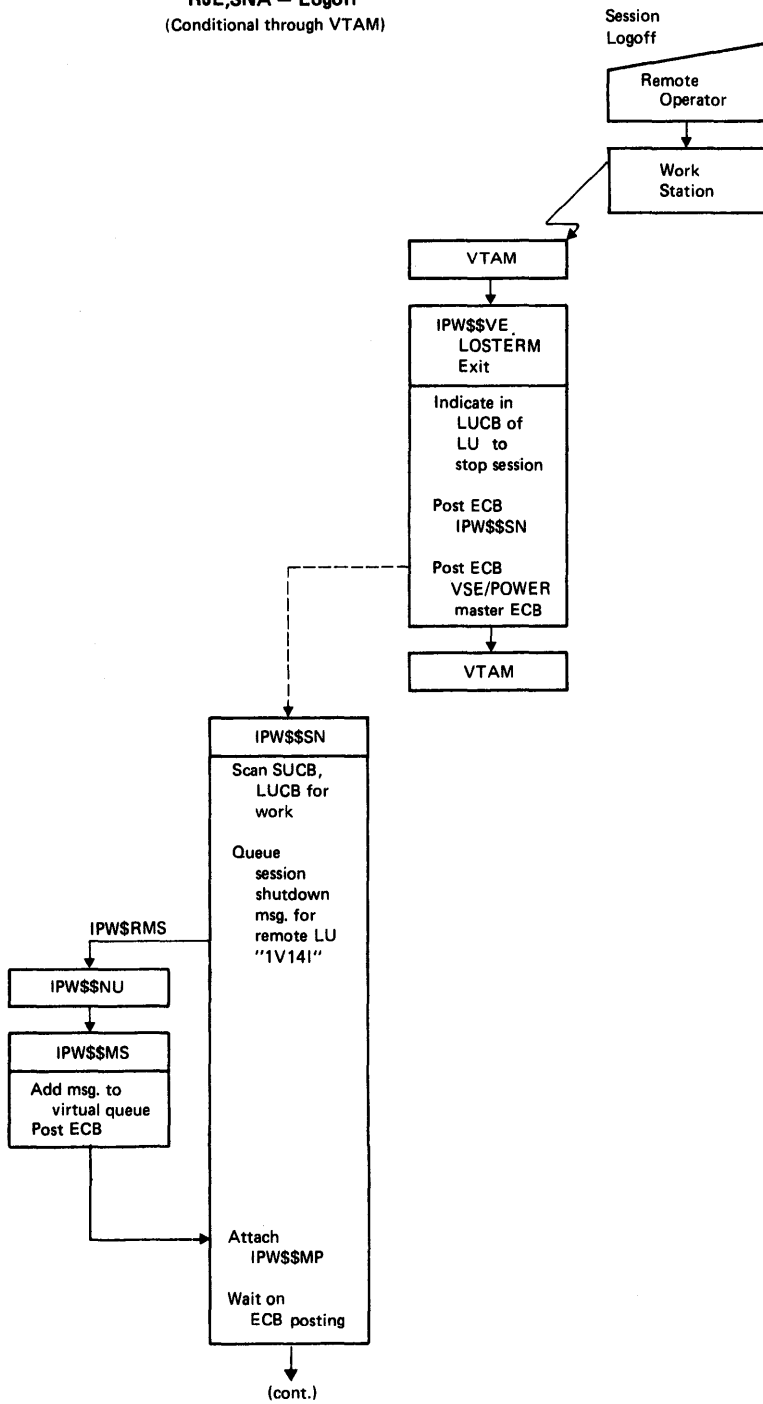 RJE,SNA — Logoff
(Conditional through VTAM)
Session
Logoff
Remote
Operator
Work
Station
VTAM
IPW$$VE
LOSTERM
Exit
Indicate in
LUCB of
LU to
stop session
Post ECB
IPW$$SN
Post ECB
VSE/POWER
master ECB
VTAM
IPW$$SN
Scan SUCB,
LUCB for
work
Queue
session
shutdown
msg. for
remote LU
"1V14I"
IPW$RMS
IPW$$NU
IPW$$MS
Add msg. to
virtual queue
Post ECB
Attach
IPW$$MP
Wait on
ECB posting
(cont.)